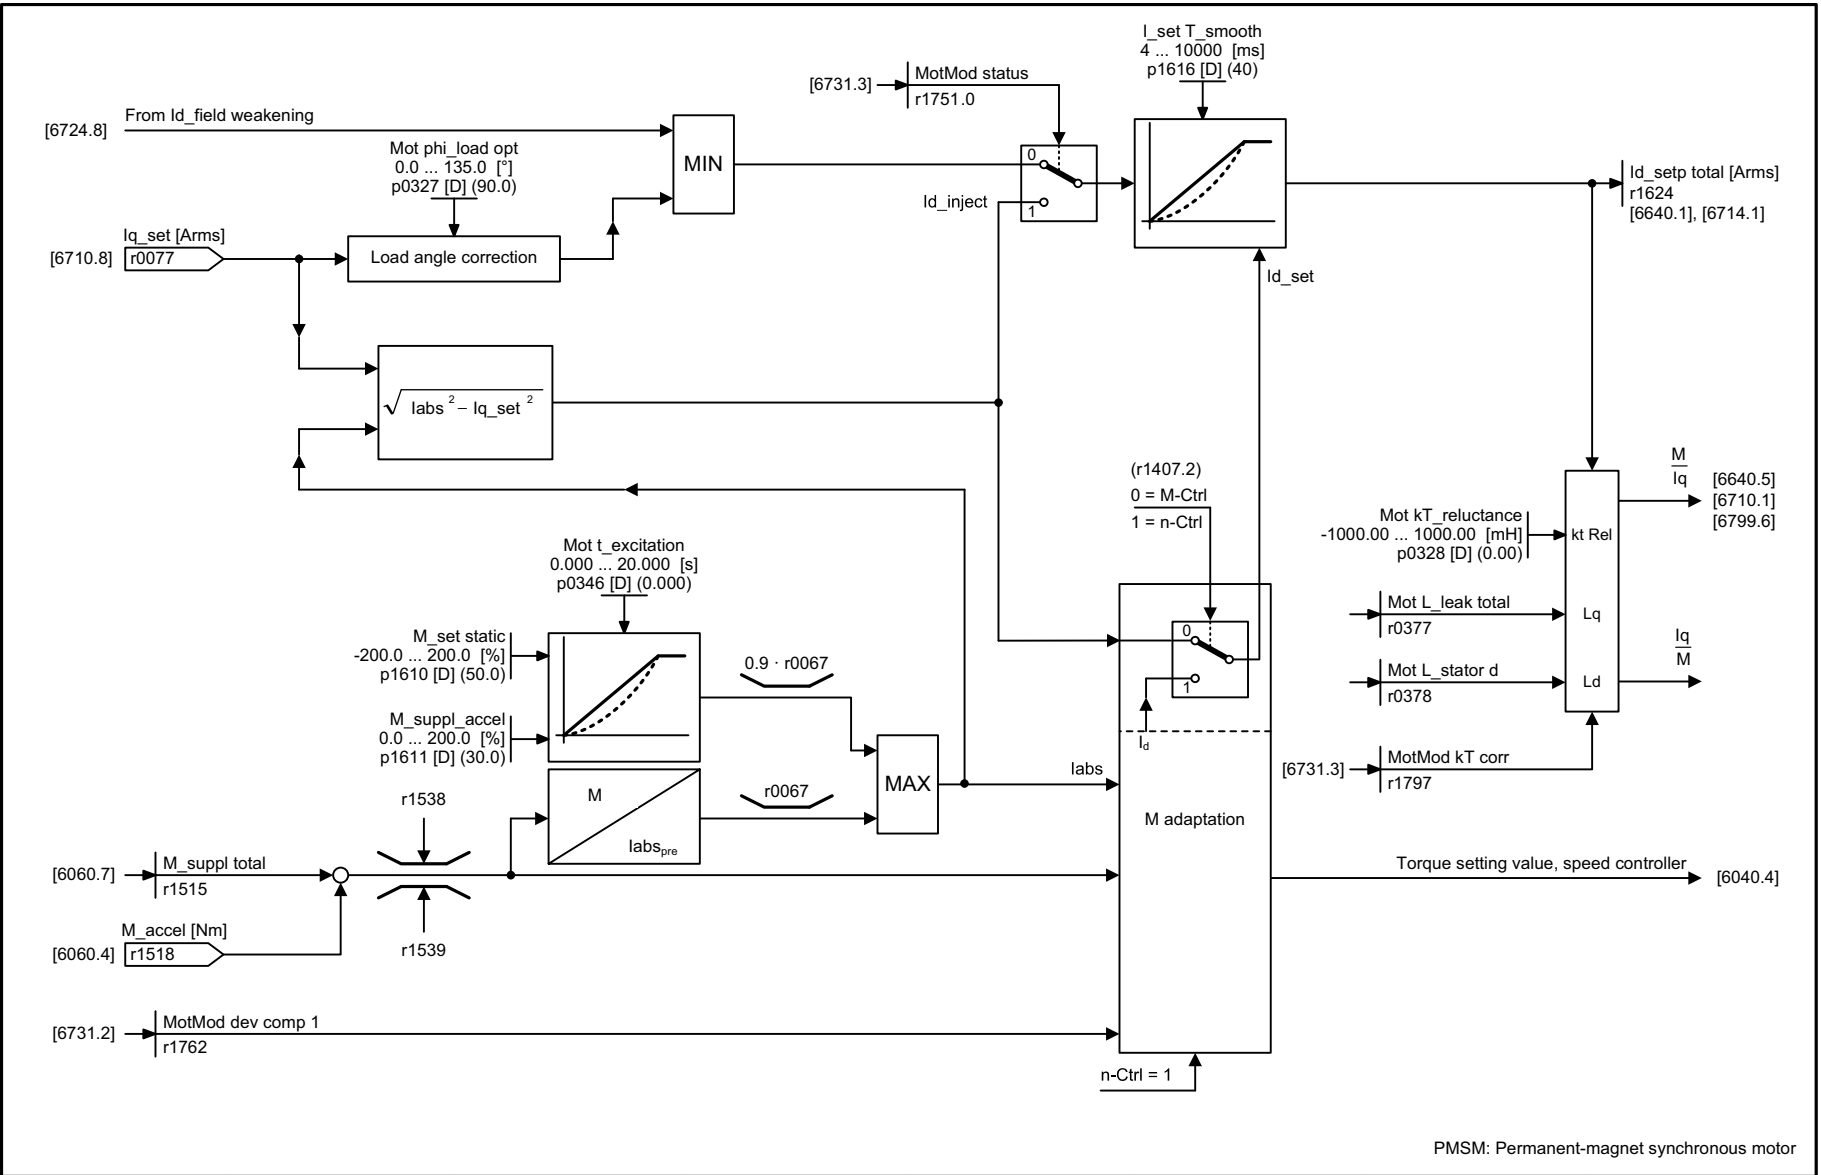 I_set T_smooth
4 ... 10000 [ms]
p1616 [D] (40)
[6731.3]
MotMod status
r1751.0
From Id_field weakening
[6724.8]
Mot phi_load opt
0.0 ... 135.0 [°]
p0327 [D] (90.0)
MIN
0
1
Id_inject
Id_setp total [Arms]
r1624
[6640.1], [6714.1]
Iq_set [Arms]
[6710.8]
r0077
Load angle correction
Id_set
√ Iabs 2 – Iq_set 2
(r1407.2)
0 = M-Ctrl
1 = n-Ctrl
M
Iq
[6640.5]
[6710.1]
[6799.6]
Mot kT_reluctance
-1000.00 ... 1000.00 [mH]
p0328 [D] (0.00)
kt Rel
Mot t_excitation
0.000 ... 20.000 [s]
p0346 [D] (0.000)
Mot L_leak total
r0377
Lq
Iq
M
M_set static
-200.0 ... 200.0 [%]
p1610 [D] (50.0)
0.9 · r0067
0
1
Mot L_stator d
r0378
Ld
M_suppl_accel
0.0 ... 200.0 [%]
p1611 [D] (30.0)
Id
MAX
Iabs
[6731.3]
MotMod kT corr
r1797
r1538
M
Iabspre
r0067
M adaptation
[6060.7]
M_suppl total
r1515
Torque setting value, speed controller
[6040.4]
M_accel [Nm]
[6060.4]
r1518
r1539
[6731.2]
MotMod dev comp 1
r1762
n-Ctrl = 1
PMSM: Permanent-magnet synchronous motor